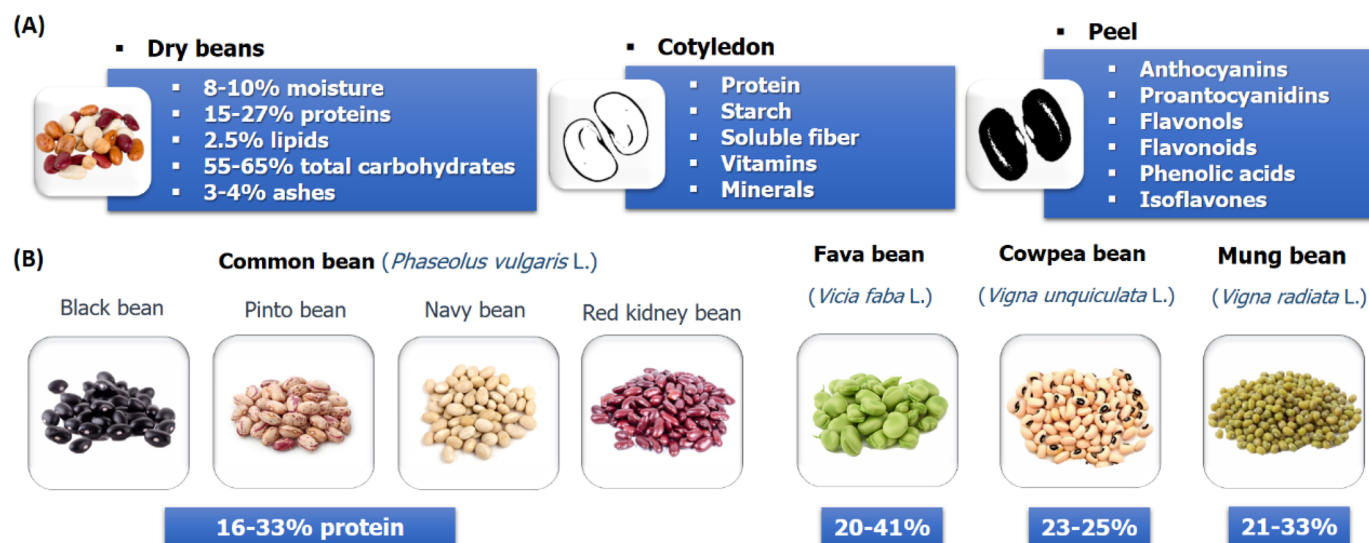 (A)
▪ Dry beans
▪ 8-10% moisture
▪ 15-27% proteins
▪ 2.5% lipids
▪ 55-65% total carbohydrates
▪ 3-4% ashes
▪ Cotyledon
▪ Protein
▪ Starch
▪ Soluble fiber
▪ Vitamins
▪ Minerals
▪ Peel
▪ Anthocyanins
▪ Proantocyanidins
▪ Flavonols
▪ Flavonoids
▪ Phenolic acids
▪ Isoflavones
(B)
Common bean (Phaseolus vulgaris L.)
Black bean
Pinto bean
Navy bean
Red kidney bean
16-33% protein
Fava bean
(Vicia faba L.)
20-41%
Cowpea bean
(Vigna unquiculata L.)
23-25%
Mung bean
(Vigna radiata L.)
21-33%